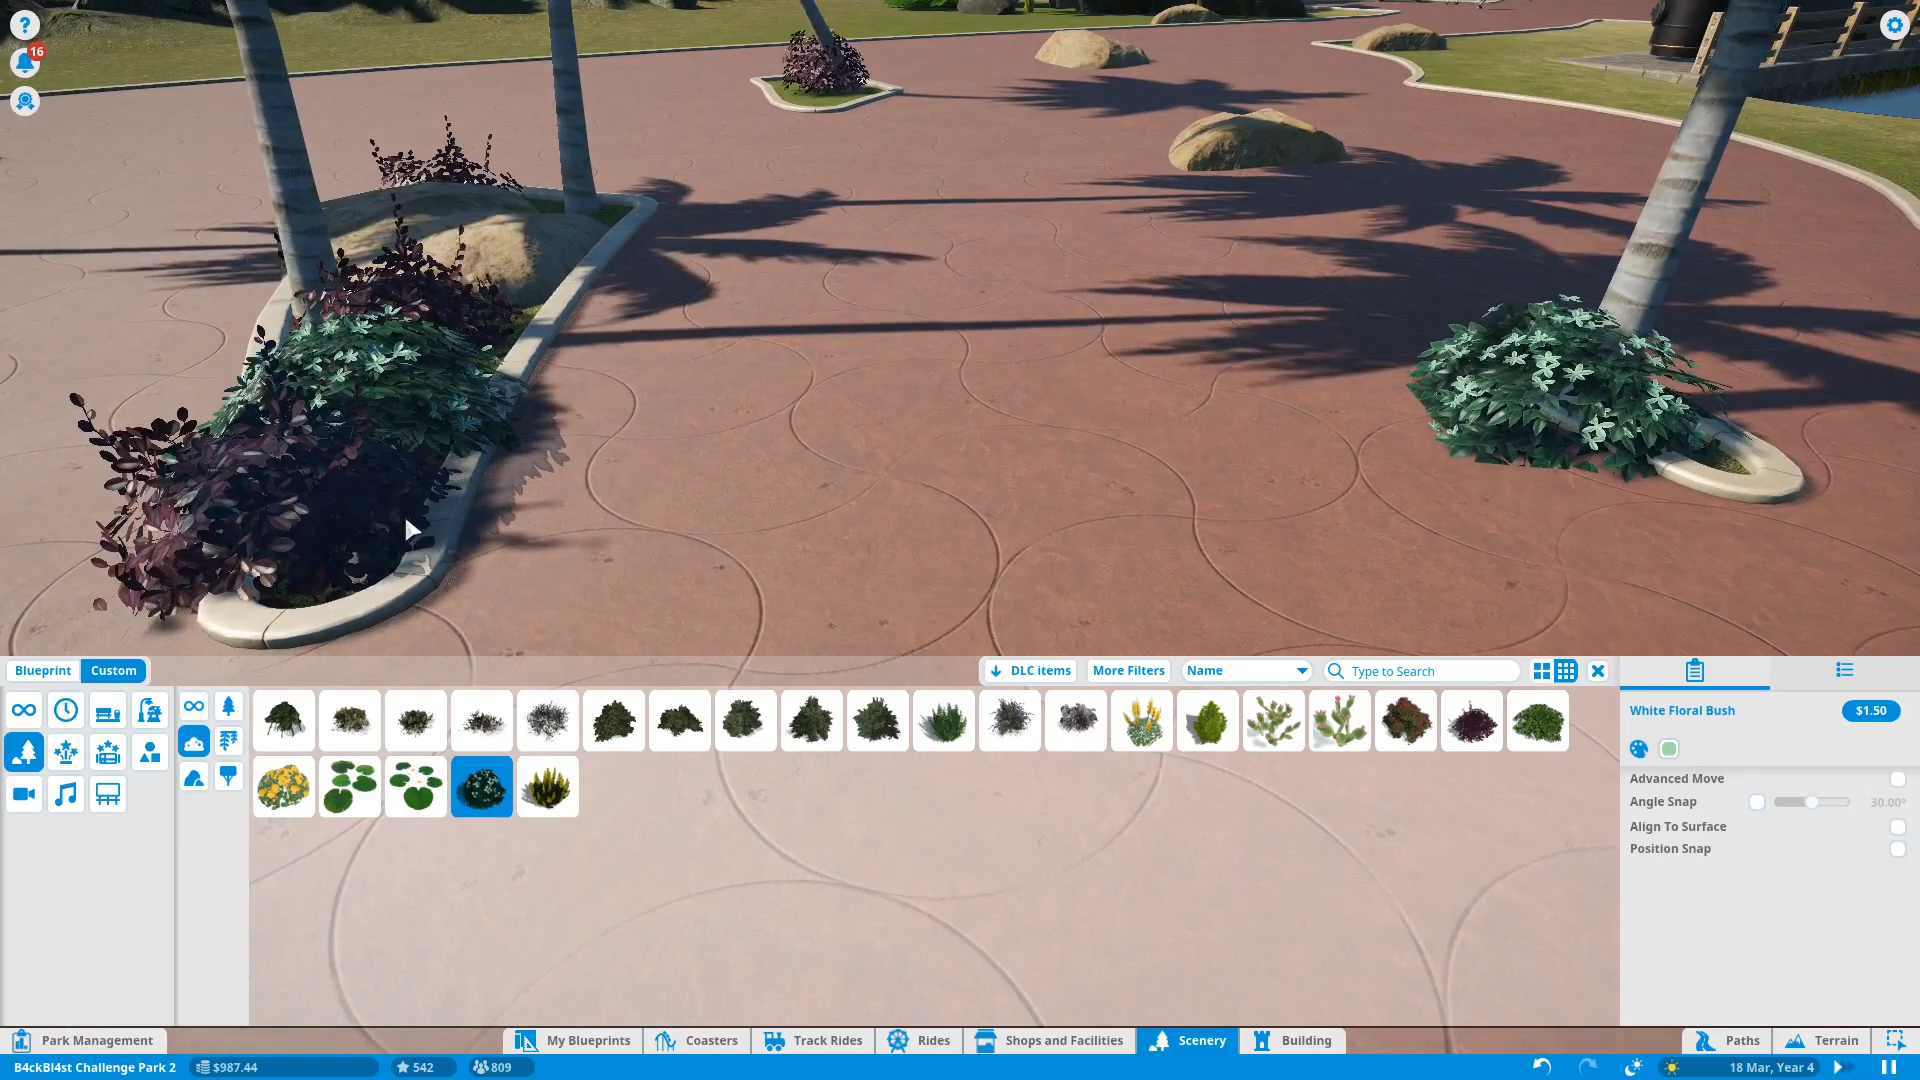 ?
16
Blueprint
Custom
DLC items
More Filters
Name
Type to Search
White Floral Bush
$1.50
Advanced Move
Angle Snap
30.00°
Align To Surface
Position Snap
Park Management
My Blueprints
Coasters
Track Rides
Rides
Shops and Facilities
Scenery
Building
Paths
Terrain
B4ckBl4st Challenge Park 2
$987.44
542
809
18 Mar, Year 4